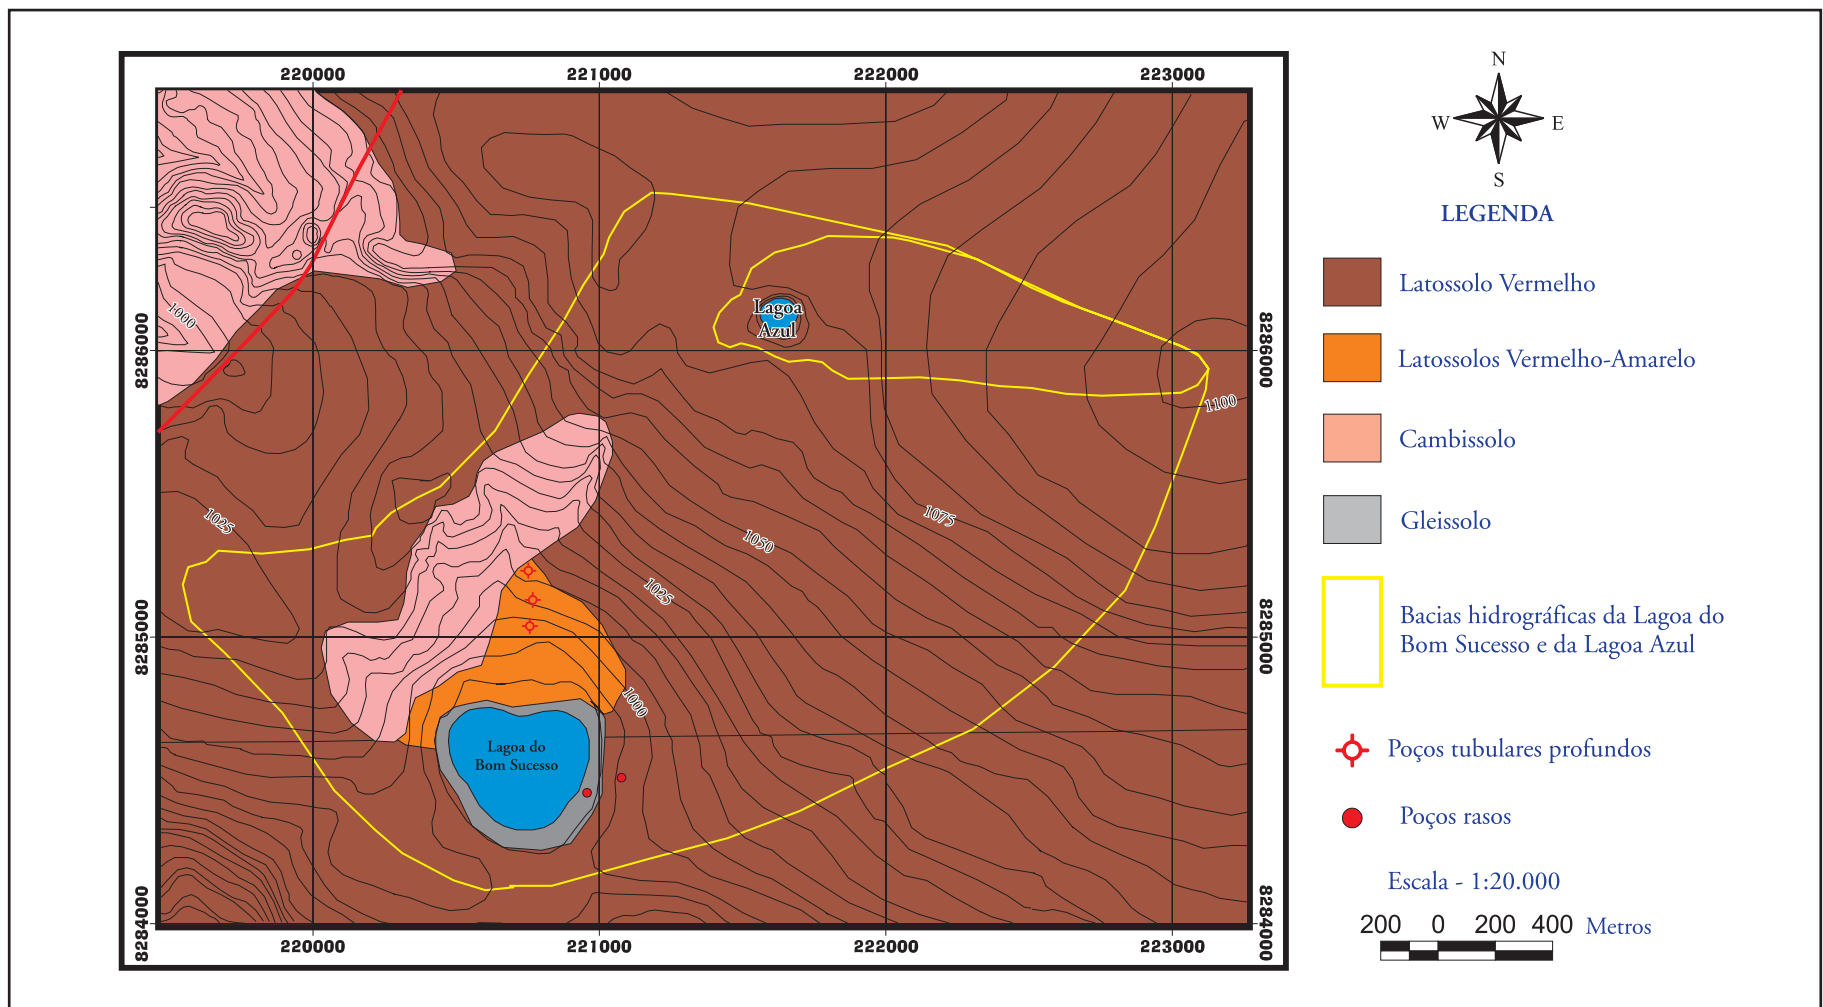 220000 221000 222000 223000
N
W E
S
LEGENDA
Latossolo Vermelho
Latossolos Vermelho-Amarelo
Cambissolo
Gleissolo
Bacias hidrográficas da Lagoa do
Bom Sucesso e da Lagoa Azul
Poços tubulares profundos
Poços rasos
Escala - 1:20.000
200 0 200 400 Metros
Lagoa
Azul
1000
8286000 8286000
1100
1025
1075
1050
1025
8285000 8285000
1000
Lagoa do
Bom Sucesso
8284000 8284000
220000 221000 222000 223000